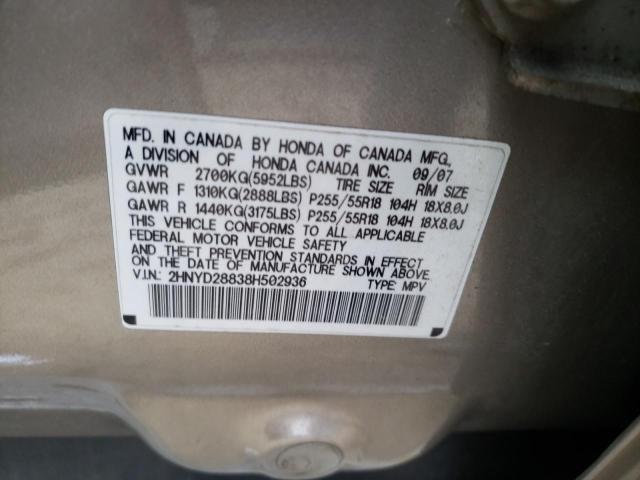 MFD. IN CANADA BY HONDA OF CANADA MFG.,
A DIVISION OF HONDA CANADA INC. 09/07
GVWR 2700KG(5952LBS) TIRE SIZE RIM SIZE
GAWR F 1310KG(2888LBS) P255/55R18 104H 18X8.0J
GAWR R 1440KG(3175LBS) P255/55R18 104H 18X8.0J
THIS VEHICLE CONFORMS TO ALL APPLICABLE
FEDERAL MOTOR VEHICLE SAFETY
AND THEFT PREVENTION STANDARDS IN EFFECT
ON THE DATE OF MANUFACTURE SHOWN ABOVE.
V.I.N.: 2HNYD28838H502936 TYPE: MPV